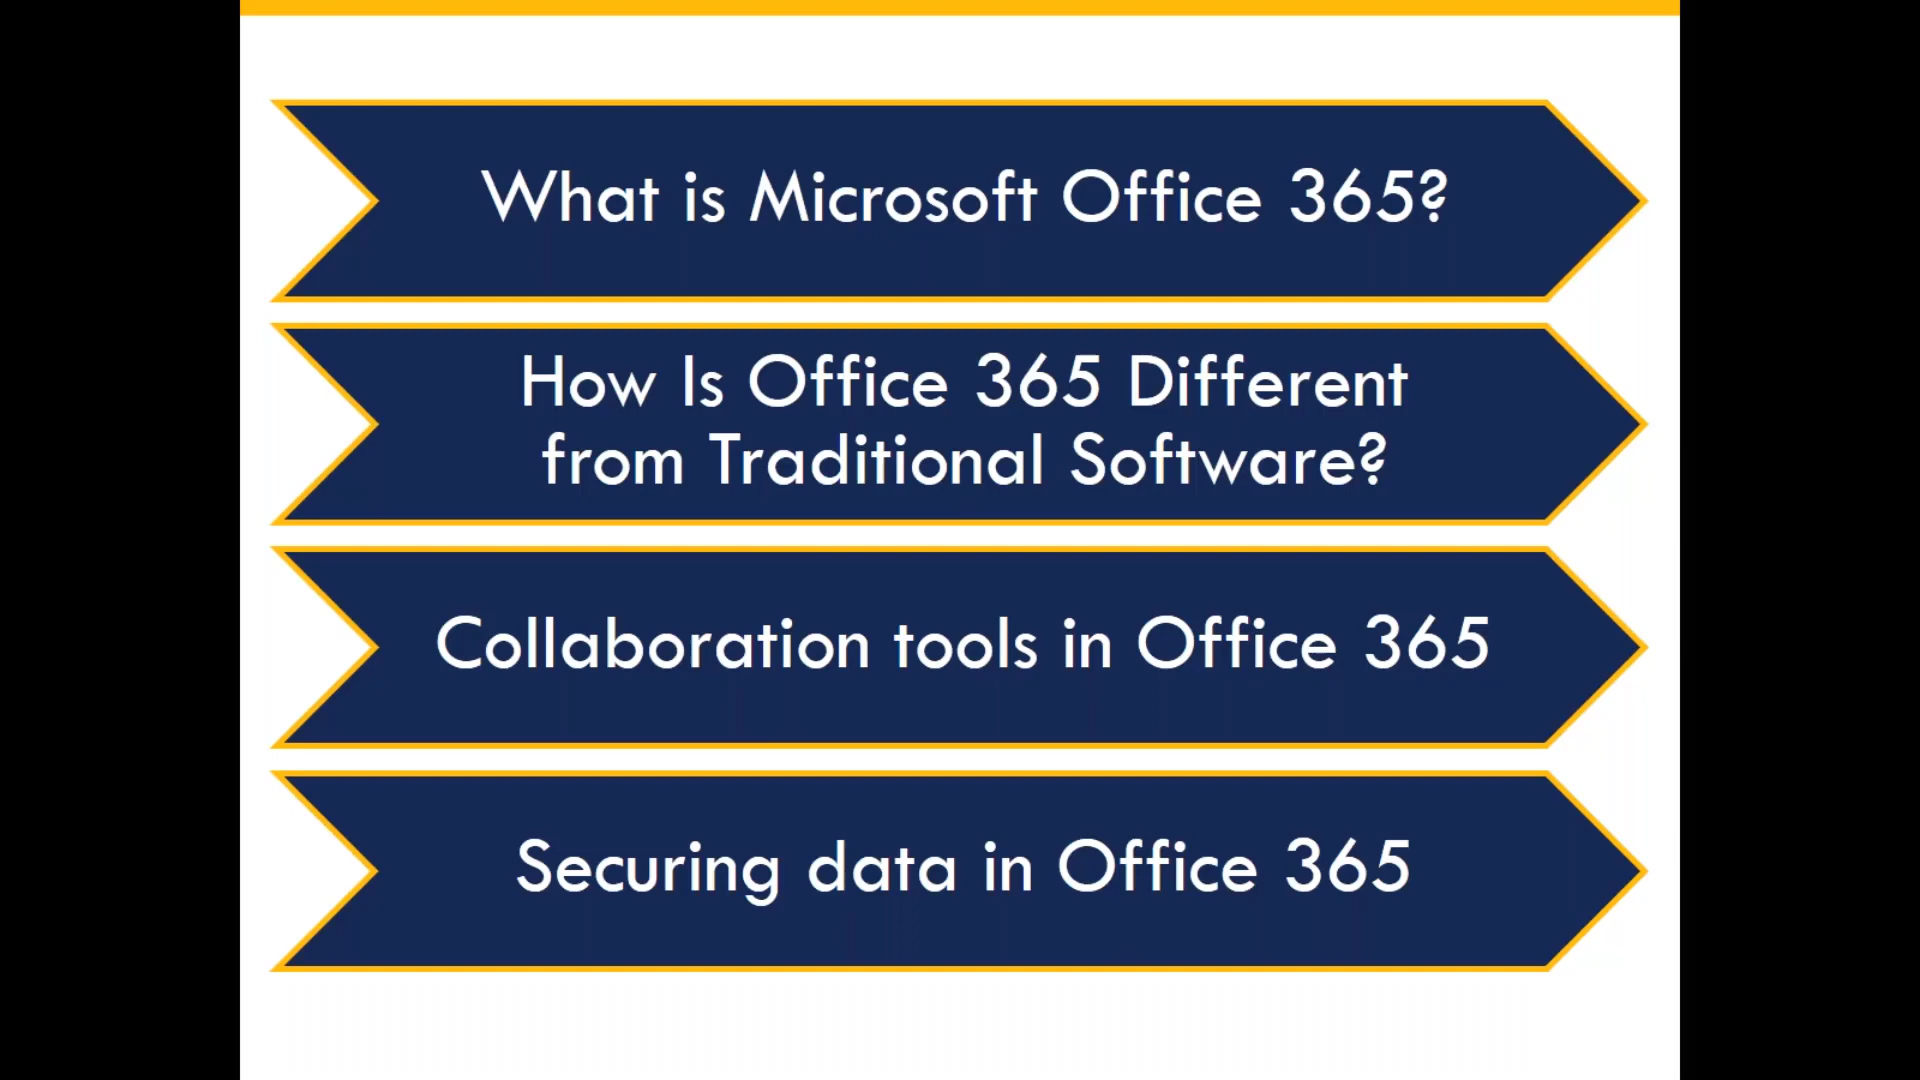 What is Microsoft Office 365?
How Is Office 365 Different
from Traditional Software?
Collaboration tools in Office 365
Securing data in Office 365